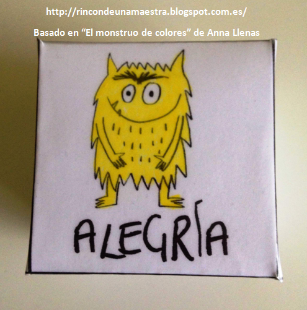 http://rincondeunamaestra.blogspot.com.es/
Basado en "El monstruo de colores" de Anna Llenas
ALEGRÍA